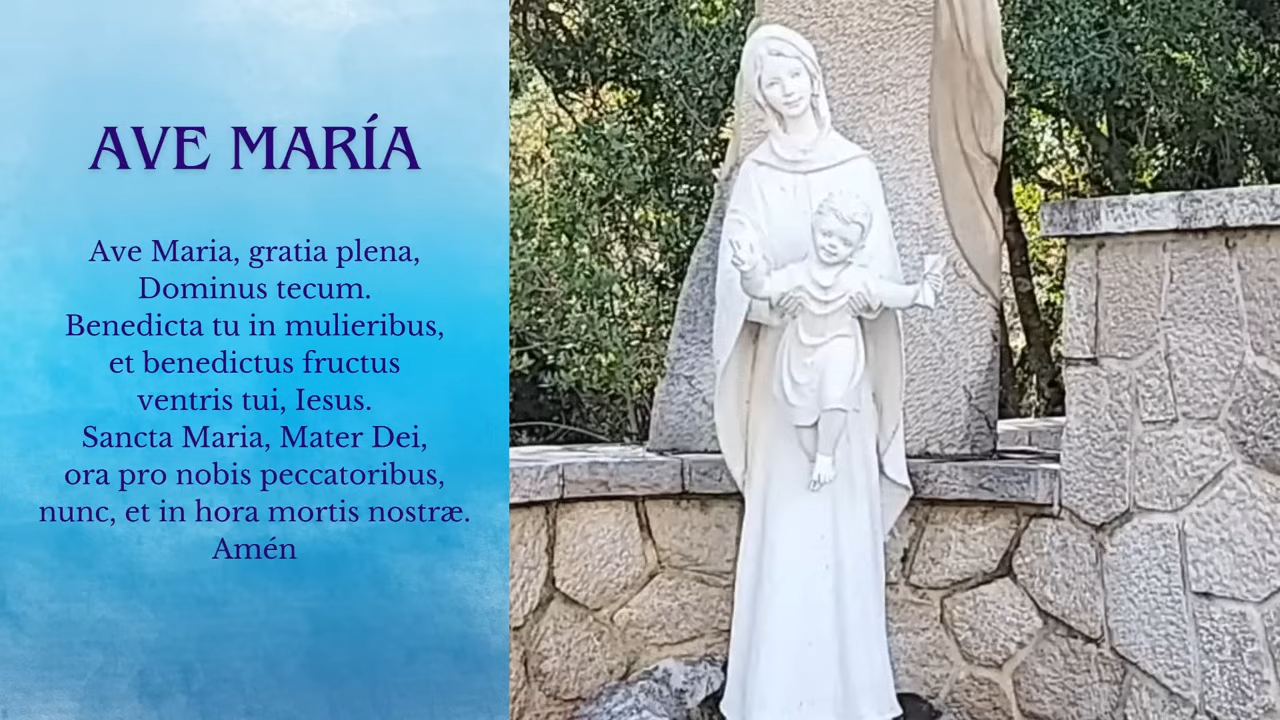 AVE MARÍA
Ave Maria, gratia plena,
Dominus tecum.
Benedicta tu in mulieribus,
et benedictus fructus
ventris tui, Iesus.
Sancta Maria, Mater Dei,
ora pro nobis peccatoribus,
nunc, et in hora mortis nostræ.
Amén